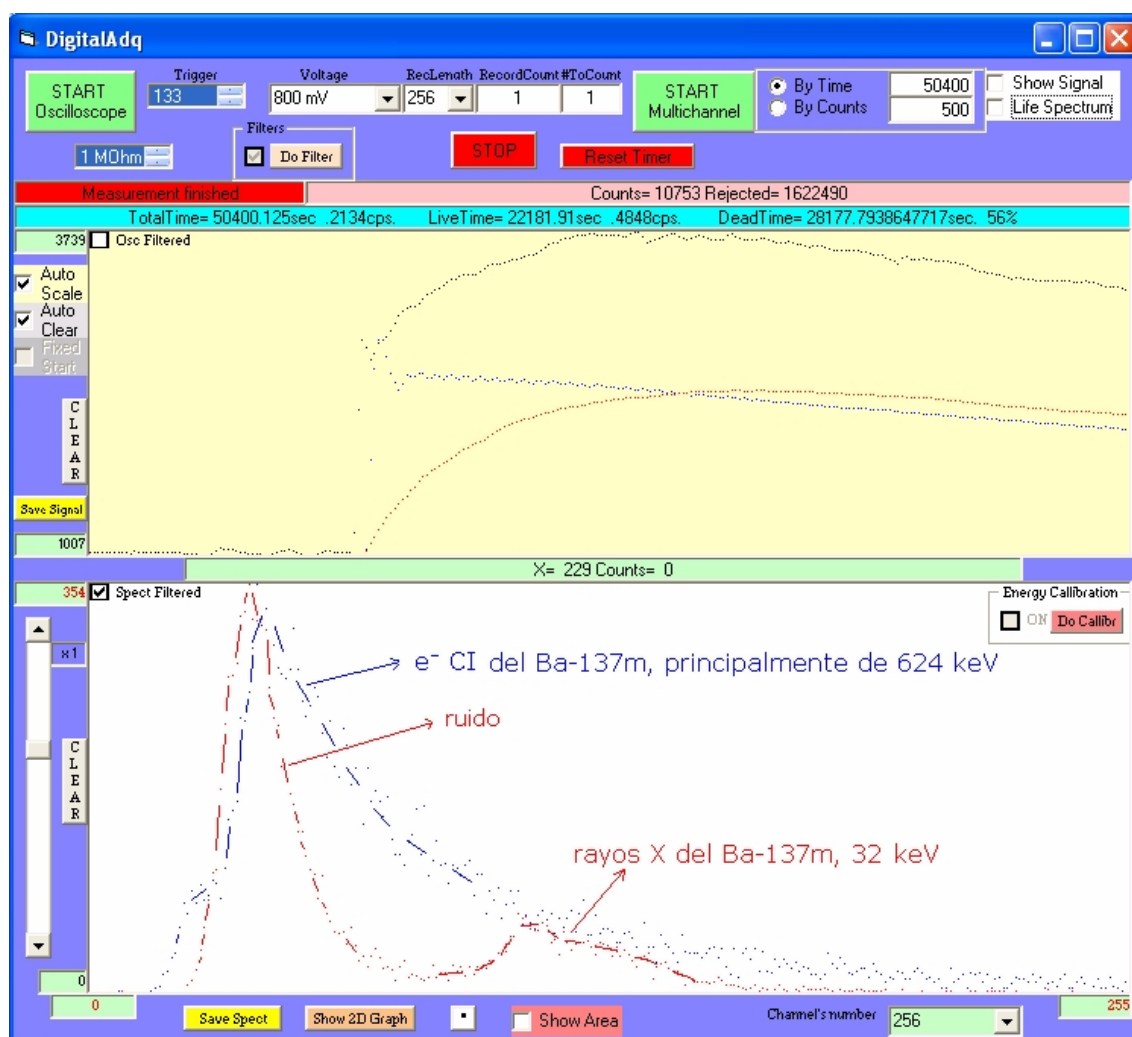 DigitalAdq
START Oscilloscope
Trigger
133
Voltage
800 mV
RecLength
256
RecordCount
1
#ToCount
1
START Multichannel
By Time
50400
By Counts
500
Show Signal
Life Spectrum
1 MOhm
Filters
Do Filter
STOP
Reset Timer
Measurement finished
Counts= 10753 Rejected= 1622490
TotalTime= 50400.125sec .2134cps. LiveTime= 22181.91sec .4848cps. DeadTime= 28177.7938647717sec. 56%
3739
Osc Filtered
Auto Scale
Auto Clear
Fixed Start
CLEAR
Save Signal
1007
X= 229 Counts= 0
354
Spect Filtered
Energy Callibration
ON
Do Callibr
x1
e⁻ CI del Ba-137m, principalmente de 624 keV
ruido
CLEAR
rayos X del Ba-137m, 32 keV
0
0
255
Save Spect
Show 2D Graph
Show Area
Channel's number
256